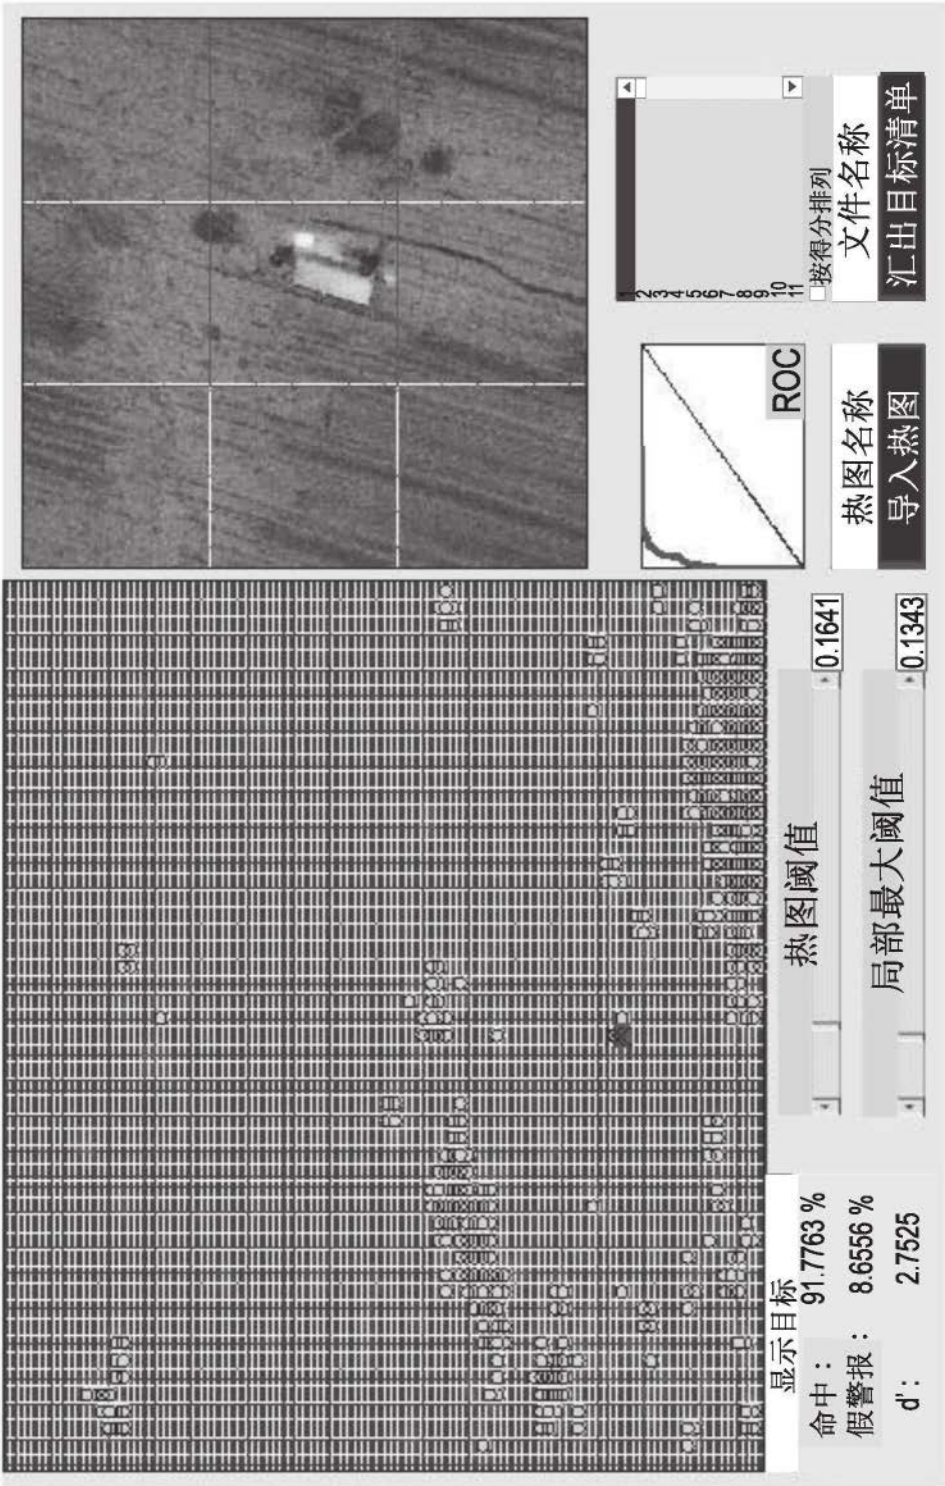 显示目标
命中： 91.7763 %
假警报： 8.6556 %
d'： 2.7525
热图阈值
0.1641
局部最大阈值
0.1343
ROC
热图名称
导入热图
1
2
3
4
5
6
7
8
9
10
11
按得分排列
文件名称
汇出目标清单